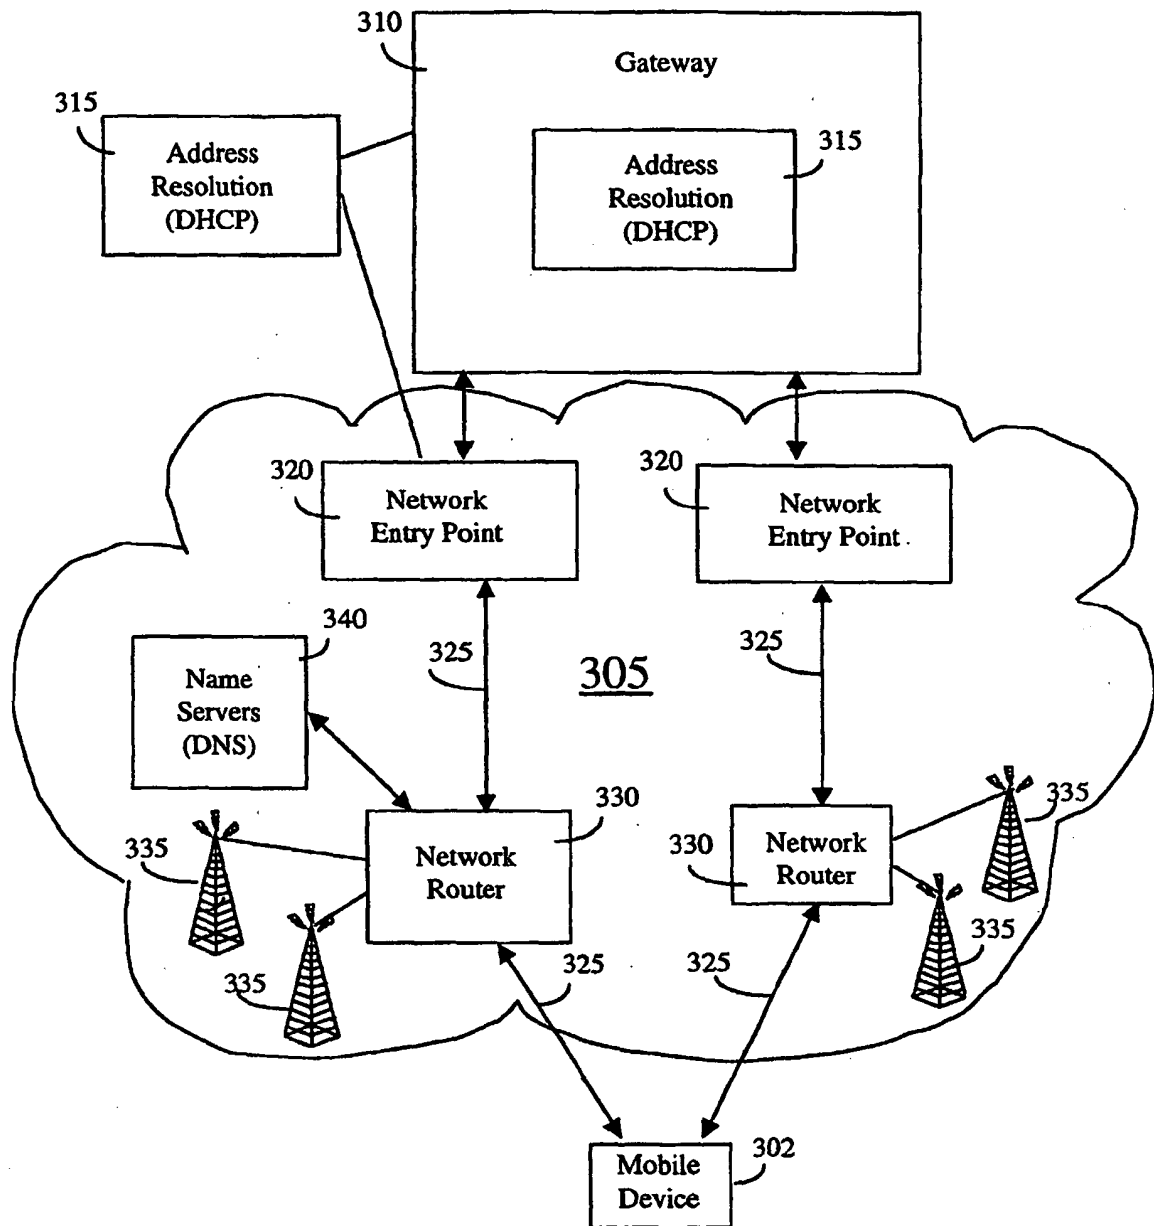 310
Gateway
315
Address
Resolution
(DHCP)
315
Address
Resolution
(DHCP)
320
Network
Entry Point
320
Network
Entry Point
340
Name
Servers
(DNS)
325
305
325
330
Network
Router
335
335
330
Network
Router
335
335
325
325
Mobile
Device
302